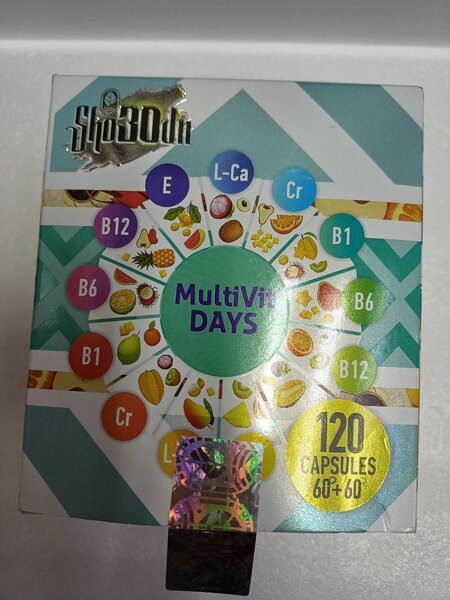 Sho30dn
L-Ca
E
Cr
B12
B1
B6
MultiVit
DAYS
B6
B1
B12
Cr
L-
120
CAPSULES
60+60